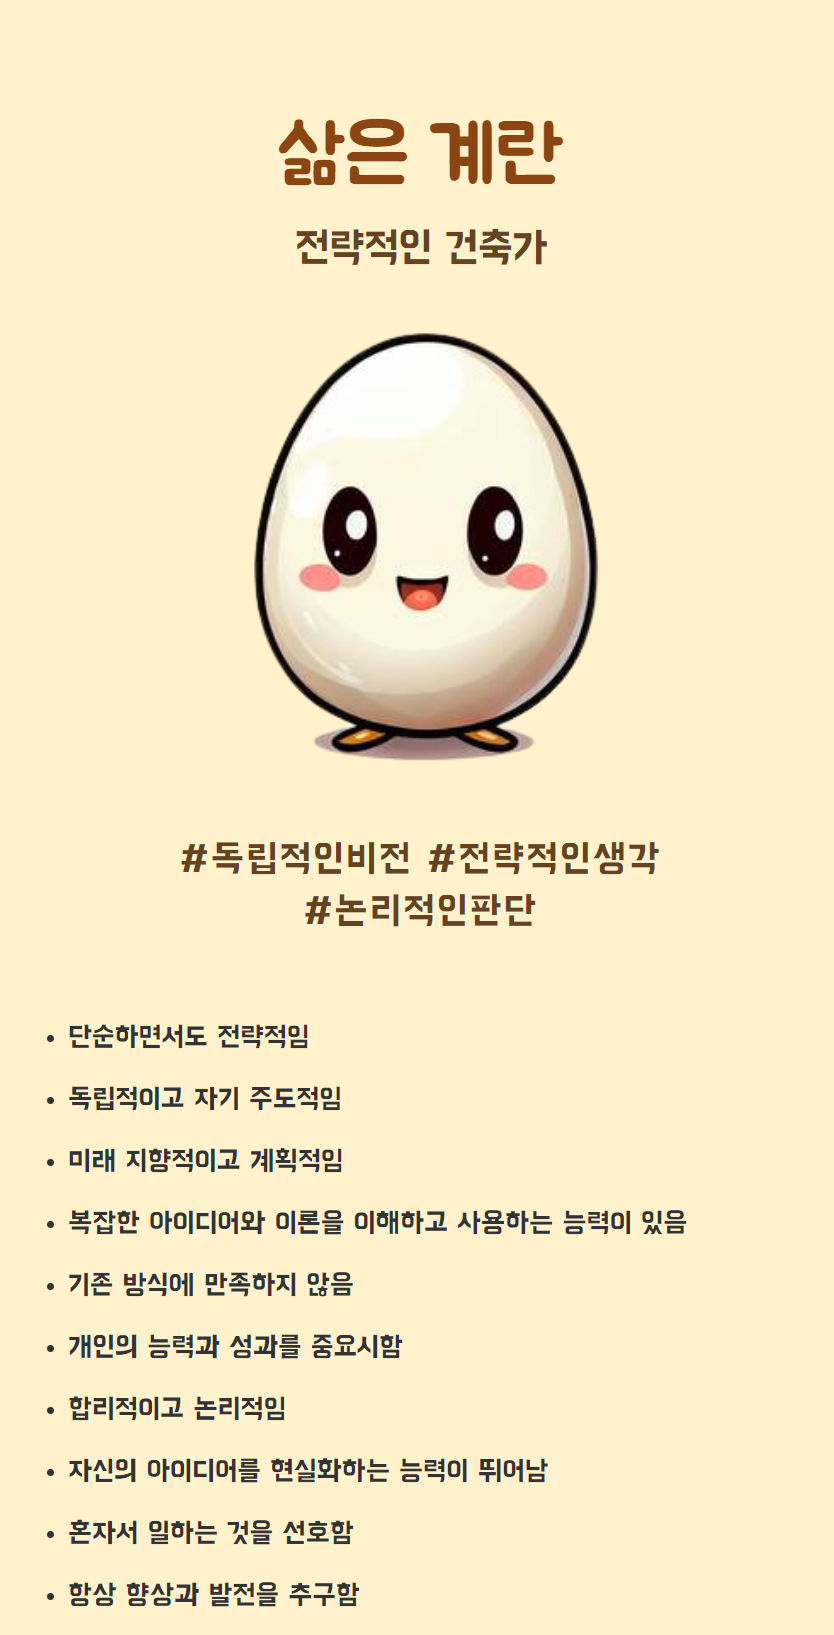 삶은 계란
전략적인 건축가
#독립적인비전 #전략적인생각
#논리적인판단
• 단순하면서도 전략적임
• 독립적이고 자기 주도적임
• 미래 지향적이고 계획적임
• 복잡한 아이디어와 이론을 이해하고 사용하는 능력이 있음
• 기존 방식에 만족하지 않음
• 개인의 능력과 성과를 중요시함
• 합리적이고 논리적임
• 자신의 아이디어를 현실화하는 능력이 뛰어남
• 혼자서 일하는 것을 선호함
• 항상 향상과 발전을 추구함